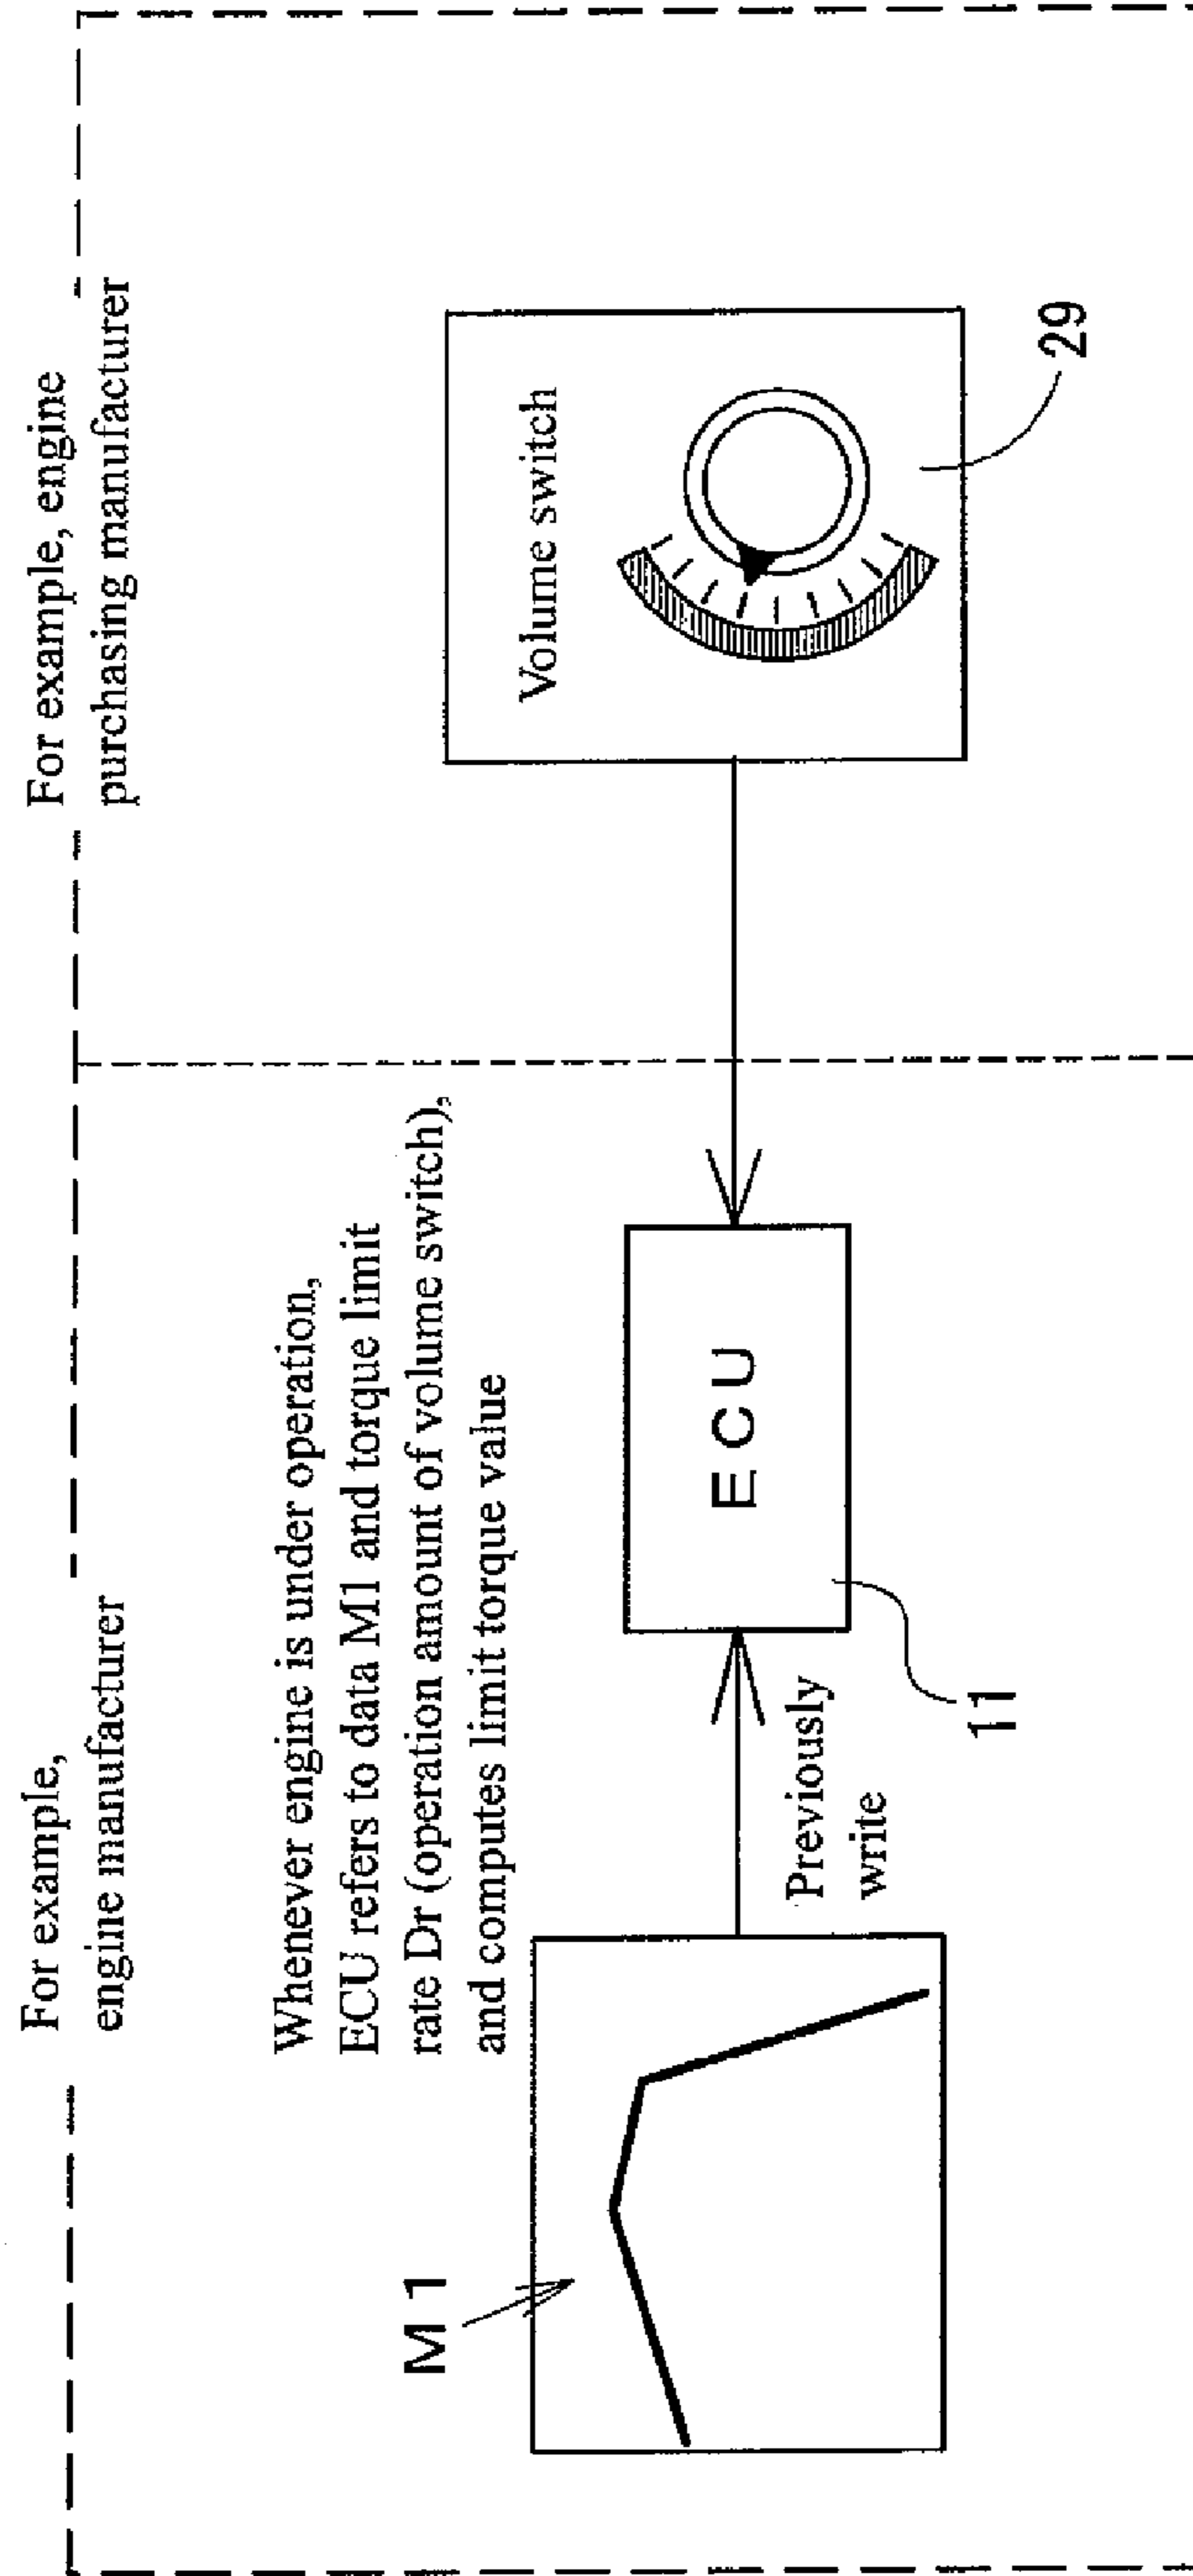 For example,
engine manufacturer
For example, engine
purchasing manufacturer
Whenever engine is under operation,
ECU refers to data M1 and torque limit
rate Dr (operation amount of volume switch),
and computes limit torque value
M1
Previously
write
ECU
11
Volume switch
29